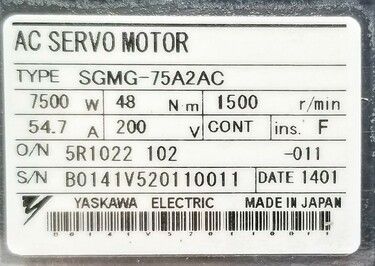 AC SERVO MOTOR
TYPE SGMG-75A2AC
7500 W 48 N m 1500 r/min
54.7 A 200 V CONT ins. F
O/N 5R1022 102 -011
S/N B0141V520110011 DATE 1401
YASKAWA ELECTRIC MADE IN JAPAN